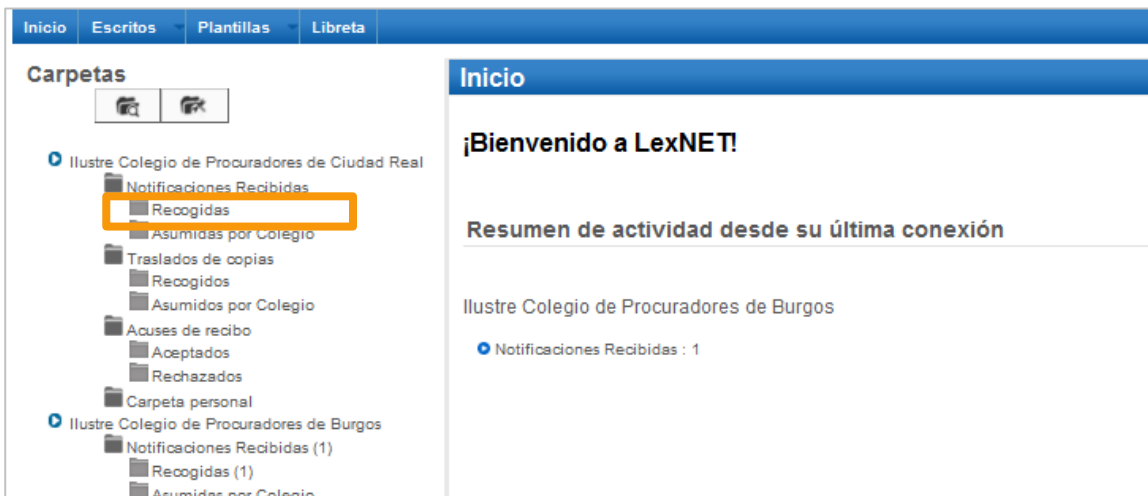 Inicio Escritos Plantillas Libreta
Carpetas
Ilustre Colegio de Procuradores de Ciudad Real
Notificaciones Recibidas
Recogidas
Asumidas por Colegio
Traslados de copias
Recogidos
Asumidos por Colegio
Acuses de recibo
Aceptados
Rechazados
Carpeta personal
Ilustre Colegio de Procuradores de Burgos
Notificaciones Recibidas (1)
Recogidas (1)
Asumidas por Colegio
Inicio
¡Bienvenido a LexNET!
Resumen de actividad desde su última conexión
Ilustre Colegio de Procuradores de Burgos
Notificaciones Recibidas : 1